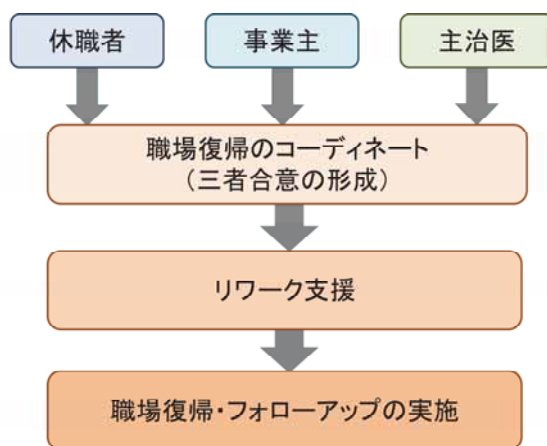 休職者
事業主
主治医
職場復帰のコーディネート
（三者合意の形成）
リワーク支援
職場復帰・フォローアップの実施